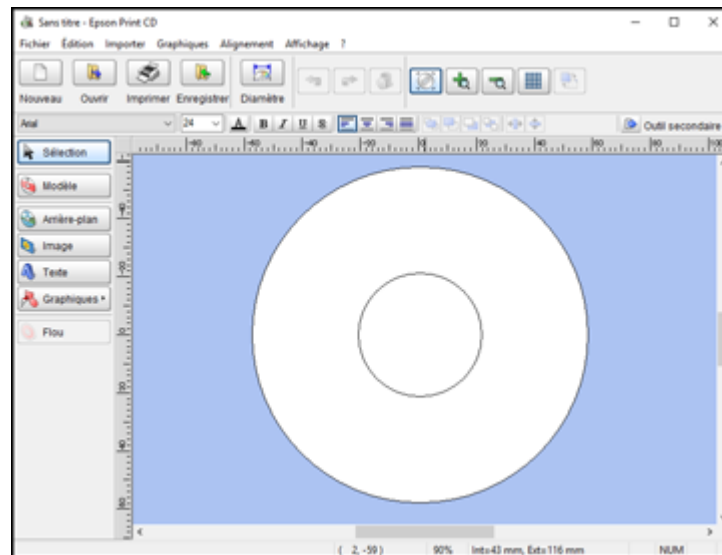 Sans titre - Epson Print CD
Fichier Édition Importer Graphiques Alignement Affichage ?
Nouveau Ouvrir Imprimer Enregistrer Diamètre
Arial 24 A B I U S Outil secondaire
Sélection
Modèle
Arrière-plan
Image
Texte
Graphiques
Flou
( 2, -59 ) 90% Int=43 mm, Ext=116 mm NUM